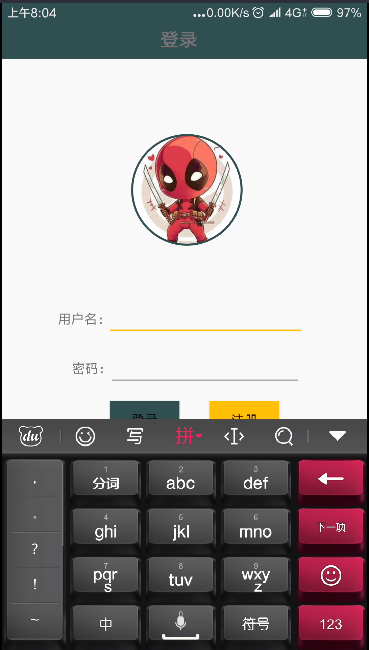 上午8:04 ...0.00K/s 4G 97%
登录
用户名:
密码:
登录 注册
du 写 拼
, 1 分词 2 abc 3 def
。 4 ghi 5 jkl 6 mno 下一项
? 7 pqrs 8 tuv 9 wxyz
! 
~ 中 符号 123